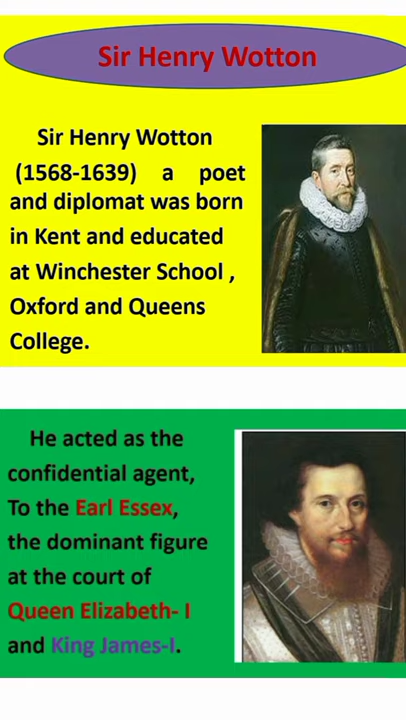 Sir Henry Wotton
Sir Henry Wotton
(1568-1639) a poet
and diplomat was born
in Kent and educated
at Winchester School ,
Oxford and Queens
College.
He acted as the
confidential agent,
To the Earl Essex,
the dominant figure
at the court of
Queen Elizabeth- I
and King James-I.